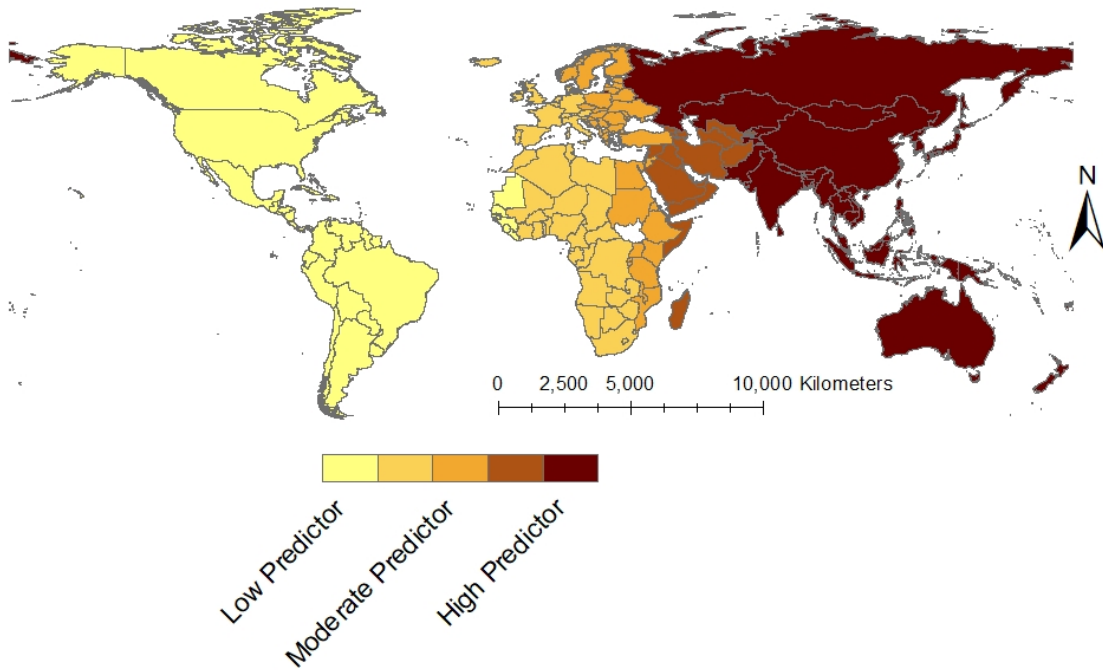 N
0 2,500 5,000 10,000 Kilometers
Low Predictor
Moderate Predictor
High Predictor